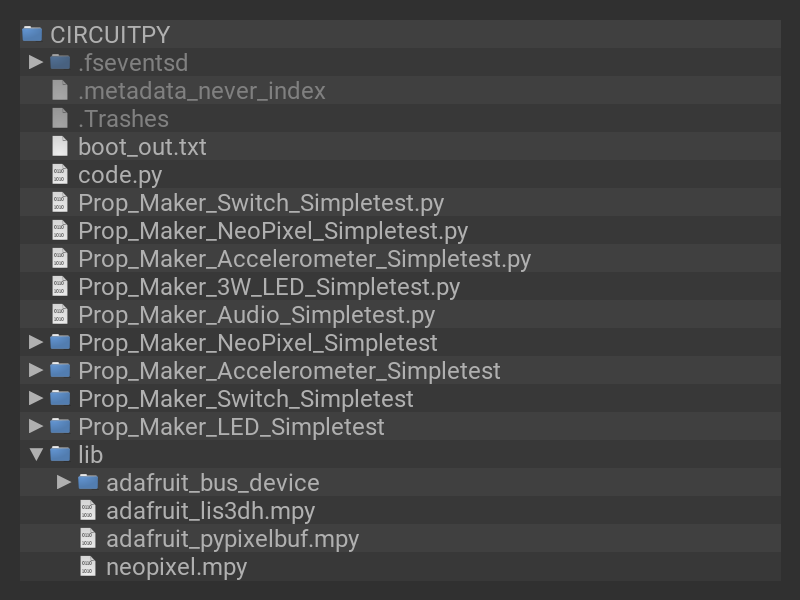 CIRCUITPY
.fseventsd
.metadata_never_index
.Trashes
boot_out.txt
code.py
Prop_Maker_Switch_Simpletest.py
Prop_Maker_NeoPixel_Simpletest.py
Prop_Maker_Accelerometer_Simpletest.py
Prop_Maker_3W_LED_Simpletest.py
Prop_Maker_Audio_Simpletest.py
Prop_Maker_NeoPixel_Simpletest
Prop_Maker_Accelerometer_Simpletest
Prop_Maker_Switch_Simpletest
Prop_Maker_LED_Simpletest
lib
adafruit_bus_device
adafruit_lis3dh.mpy
adafruit_pypixelbuf.mpy
neopixel.mpy